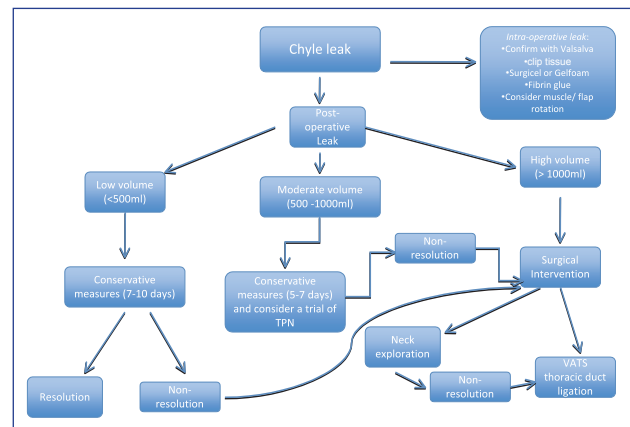 Chyle leak
Intra-operative leak:
•Confirm with Valsalva
•clip tissue
•Surgicel or Gelfoam
•Fibrin glue
•Consider muscle/ flap
rotation
Post-
operative
Leak
Low volume
(<500ml)
Moderate volume
(500 -1000ml)
High volume
(> 1000ml)
Conservative
measures (7-10 days)
Conservative
measures (5-7 days)
and consider a trial of
TPN
Non-
resolution
Surgical
Intervention
Neck
exploration
Resolution
Non-
resolution
Non-
resolution
VATS
thoracic duct
ligation